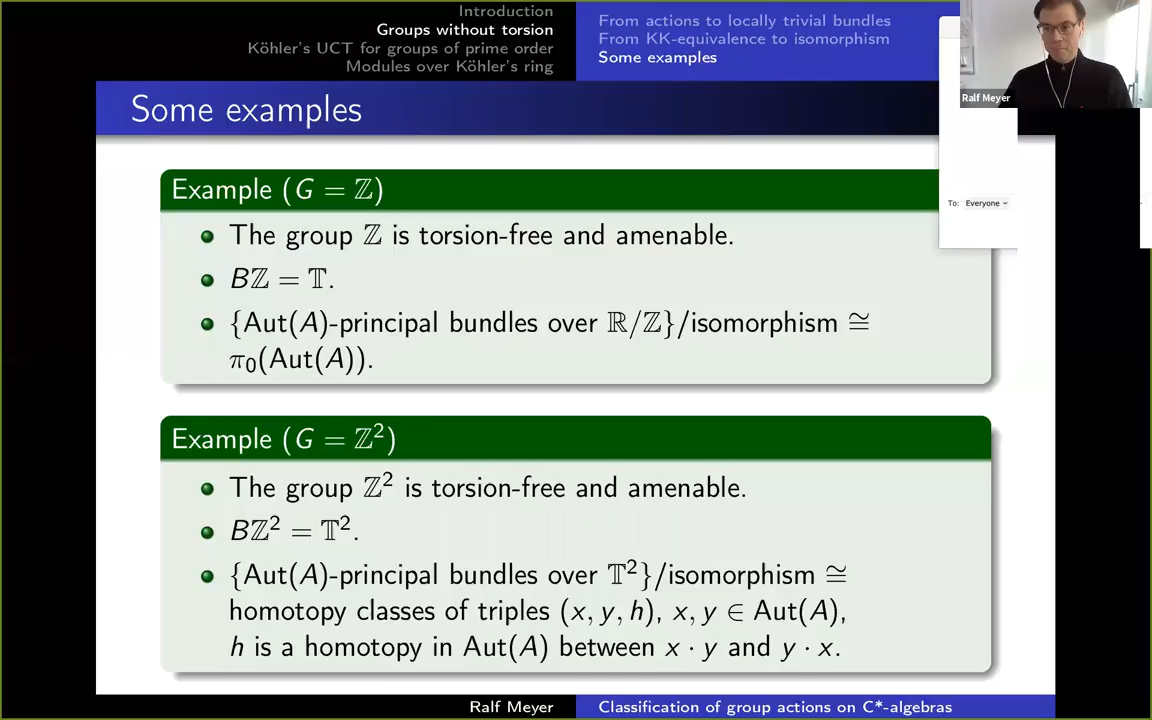 Introduction
Groups without torsion
Köhler's UCT for groups of prime order
Modules over Köhler's ring
From actions to locally trivial bundles
From KK-equivalence to isomorphism
Some examples
Ralf Meyer
Some examples
To: Everyone
Example (G = ℤ)
The group ℤ is torsion-free and amenable.
Bℤ = 𝕋.
{Aut(A)-principal bundles over ℝ/ℤ}/isomorphism ≅
π₀(Aut(A)).
Example (G = ℤ²)
The group ℤ² is torsion-free and amenable.
Bℤ² = 𝕋².
{Aut(A)-principal bundles over 𝕋²}/isomorphism ≅
homotopy classes of triples (x, y, h), x, y ∈ Aut(A),
h is a homotopy in Aut(A) between x · y and y · x.
Ralf Meyer
Classification of group actions on C*-algebras